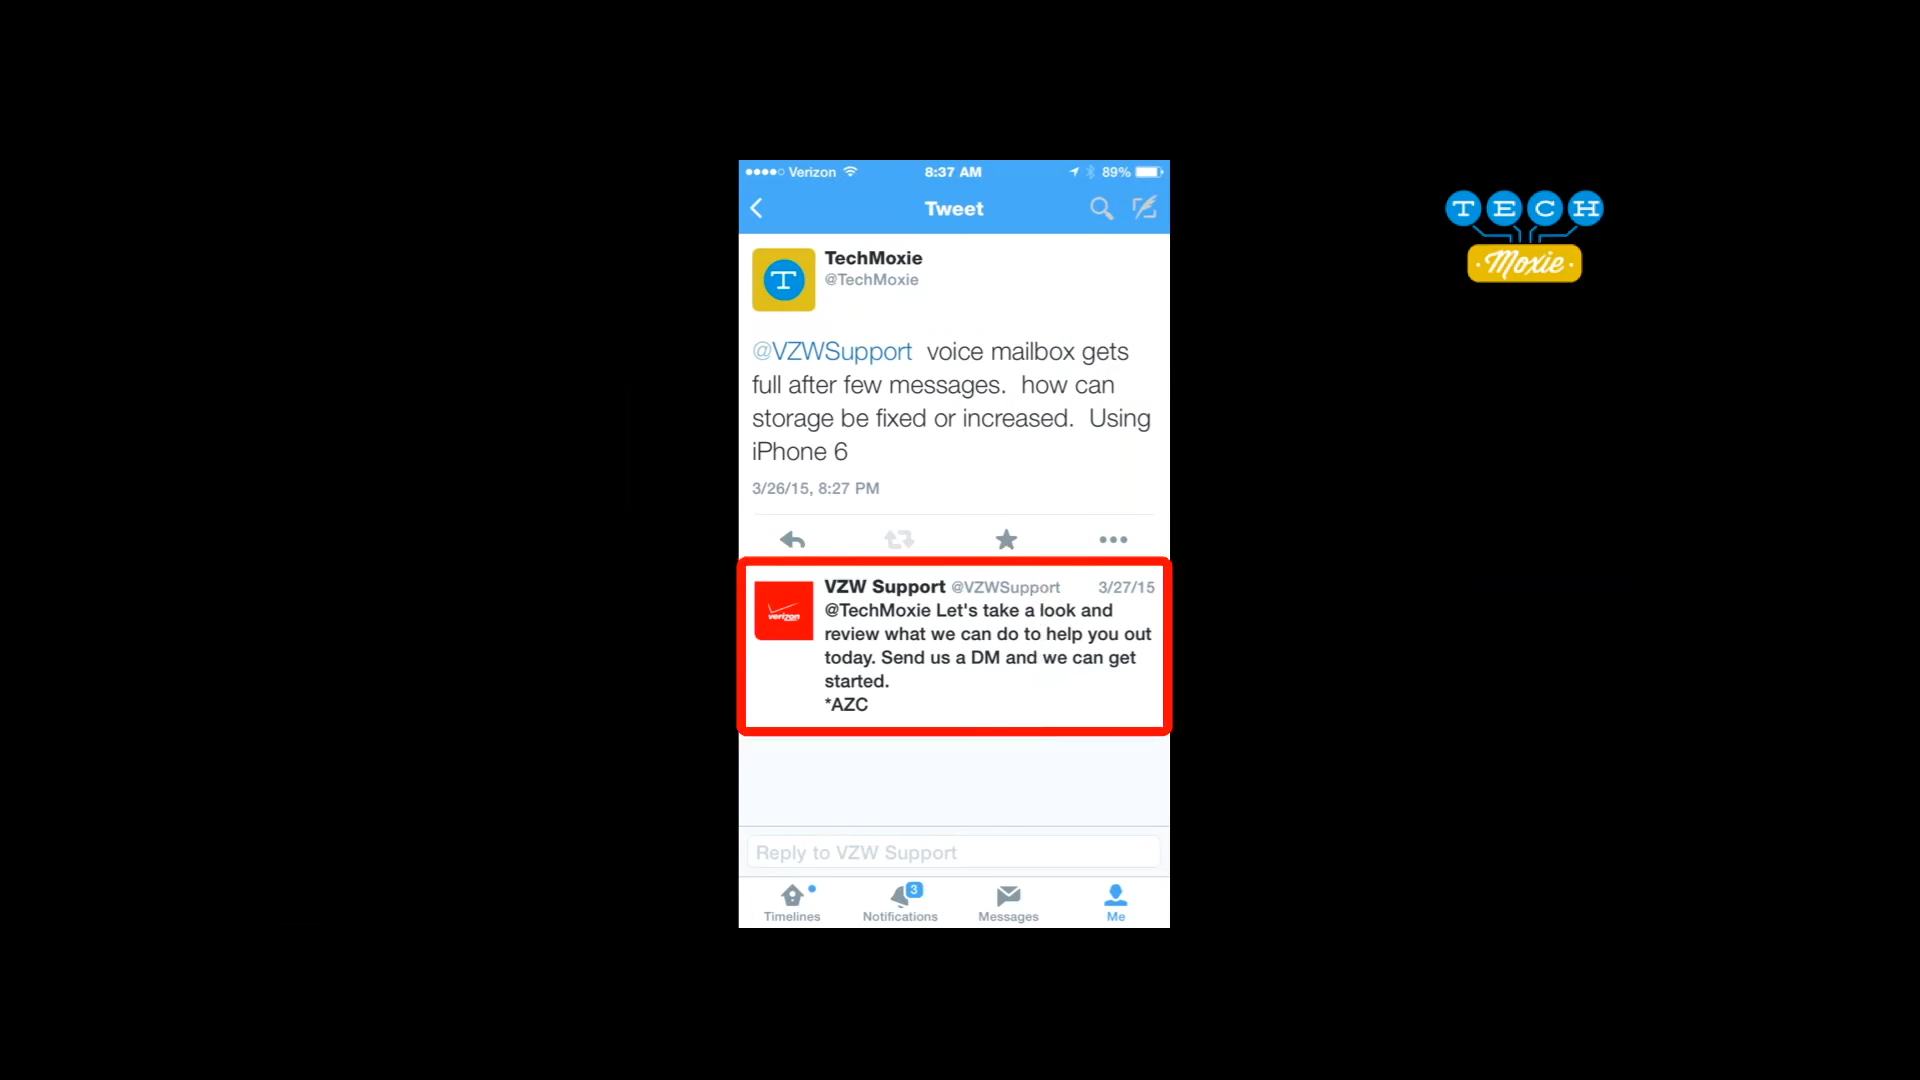 Verizon 8:37 AM 89%
Tweet
TECH
Moxie
T
TechMoxie
@TechMoxie
@VZWSupport voice mailbox gets
full after few messages. how can
storage be fixed or increased. Using
iPhone 6
3/26/15, 8:27 PM
VZW Support @VZWSupport 3/27/15
verizon
@TechMoxie Let's take a look and
review what we can do to help you out
today. Send us a DM and we can get
started.
*AZC
Reply to VZW Support
3
Timelines Notifications Messages Me